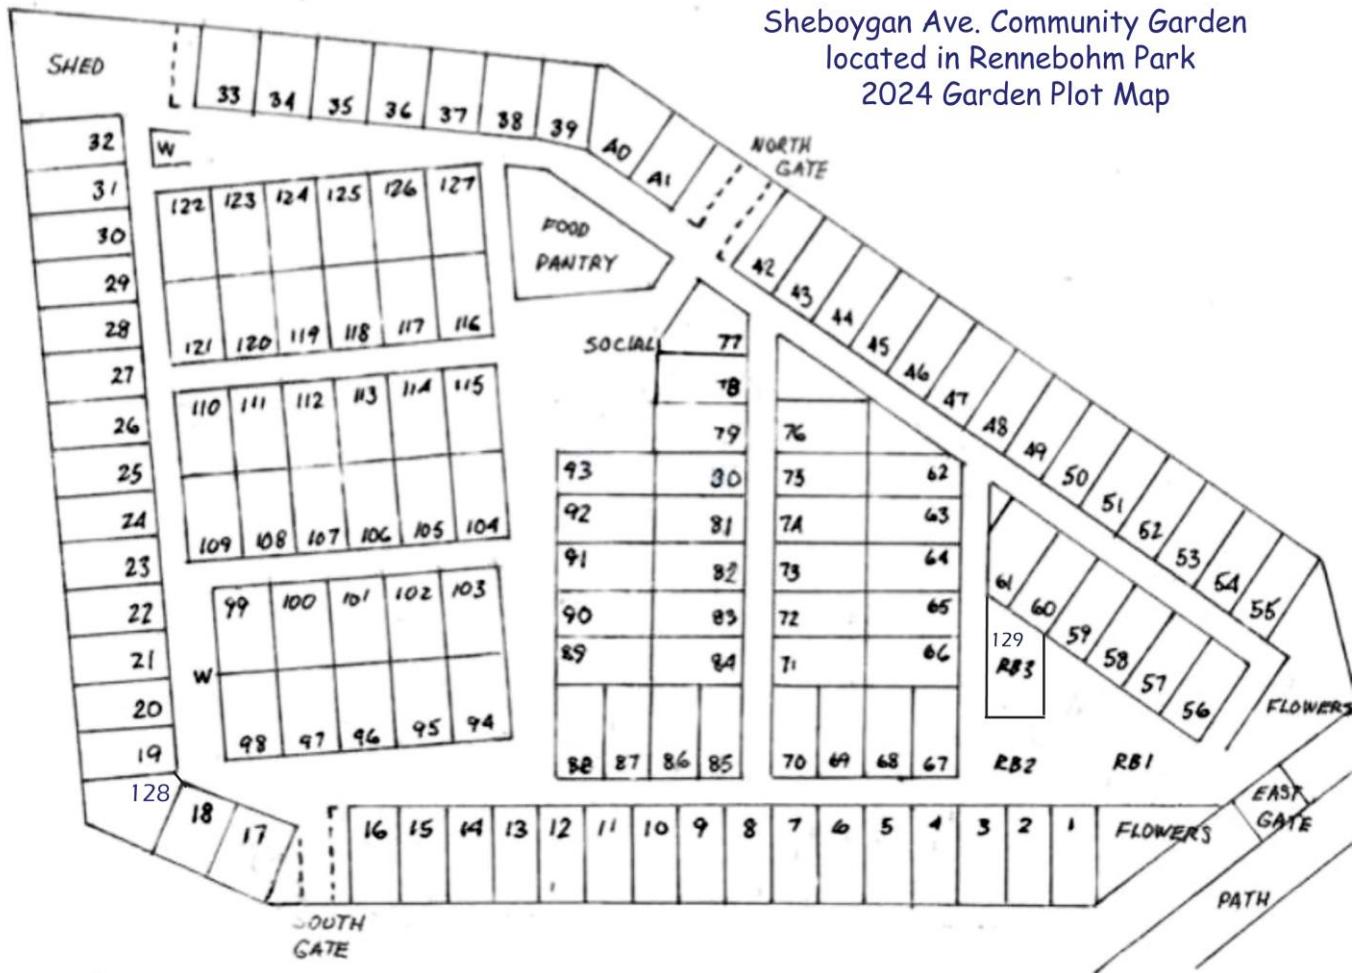 Sheboygan Ave. Community Garden
located in Rennebohm Park
2024 Garden Plot Map
SHED
33 34 35 36 37 38 39 40 41
NORTH
GATE
32
W
31
30
29
28
27
26
25
24
23
22
21
20
19
128
18 17
122 123 124 125 126 127
121 120 119 118 117 116
FOOD
PANTRY
110 111 112 113 114 115
109 108 107 106 105 104
99 100 101 102 103
W
98 97 96 95 94
SOCIAL
77
78
79
93 80
92 81
91 82
90 83
89 84
88 87 86 85
76
75 62
74 63
73 64
72 65
71 66
70 69 68 67
42 43 44 45 46 47 48 49 50 51 52 53 54 55
61 60 59 58 57 56
129
RB3
RB2 RB1
FLOWERS
EAST
GATE
16 15 14 13 12 11 10 9 8 7 6 5 4 3 2 1 FLOWERS
PATH
SOUTH
GATE